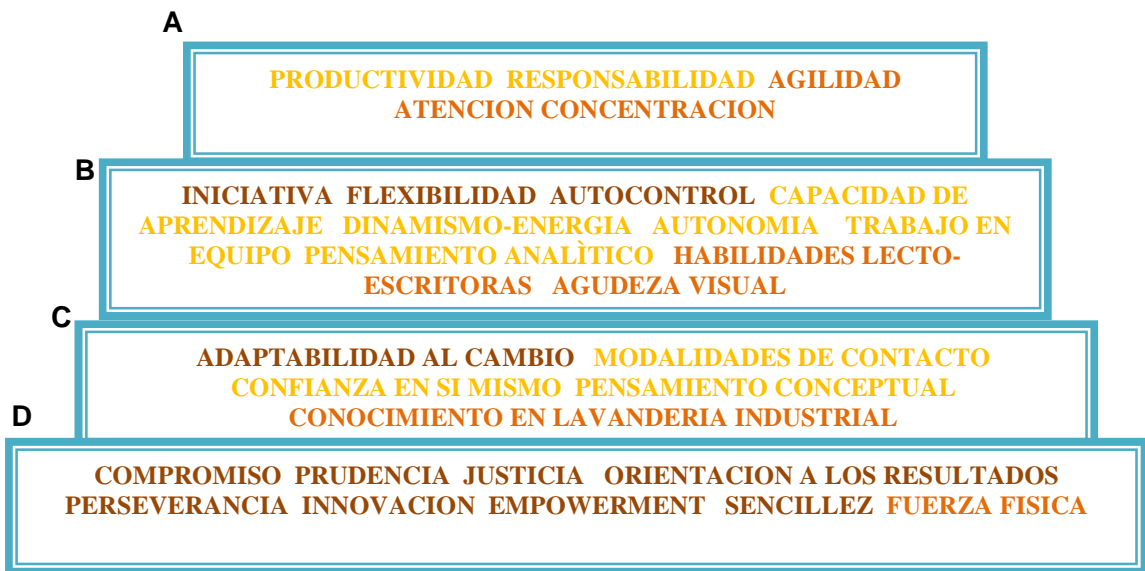 A
PRODUCTIVIDAD RESPONSABILIDAD AGILIDAD
ATENCION CONCENTRACION
B
INICIATIVA FLEXIBILIDAD AUTOCONTROL CAPACIDAD DE
APRENDIZAJE DINAMISMO-ENERGIA AUTONOMIA TRABAJO EN
EQUIPO PENSAMIENTO ANALÌTICO HABILIDADES LECTO-
ESCRITORAS AGUDEZA VISUAL
C
ADAPTABILIDAD AL CAMBIO MODALIDADES DE CONTACTO
CONFIANZA EN SI MISMO PENSAMIENTO CONCEPTUAL
CONOCIMIENTO EN LAVANDERIA INDUSTRIAL
D
COMPROMISO PRUDENCIA JUSTICIA ORIENTACION A LOS RESULTADOS
PERSEVERANCIA INNOVACION EMPOWERMENT SENCILLEZ FUERZA FISICA